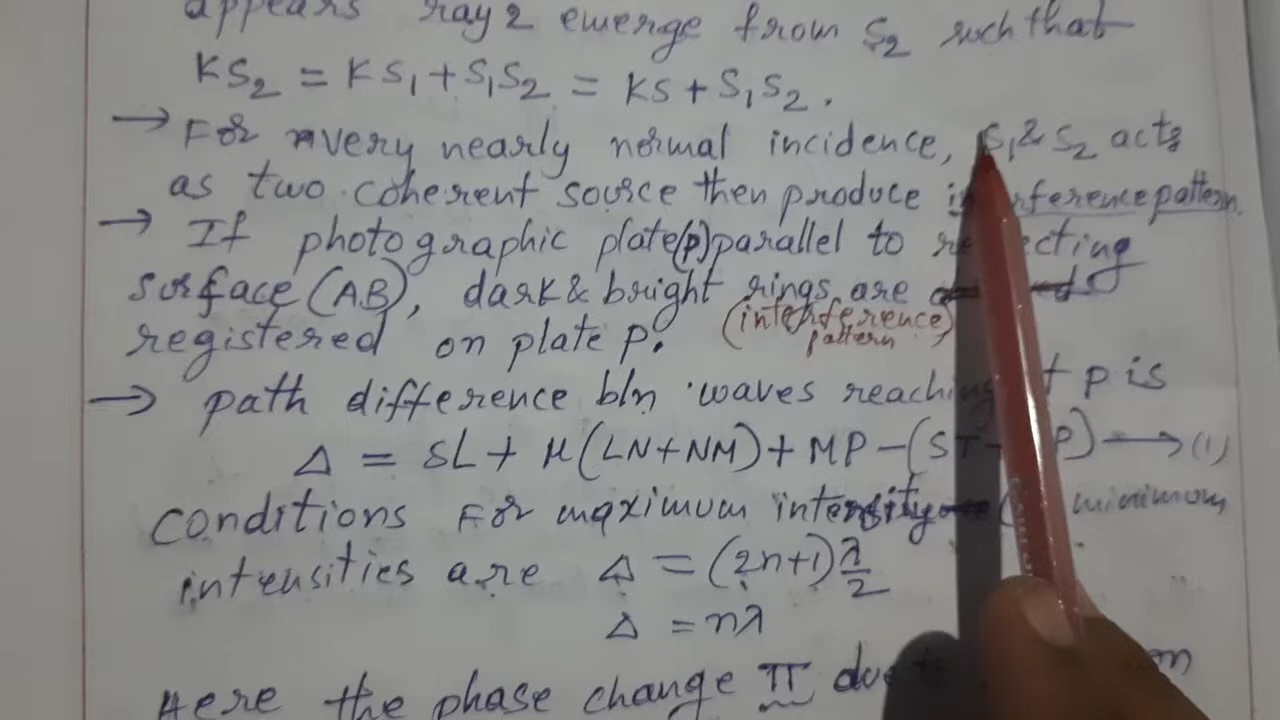 appears ray 2 emerge from S₂ such that
KS₂ = KS₁ + S₁S₂ = KS + S₁S₂.
→ For very nearly normal incidence, S₁ & S₂ acts
as two coherent source then produce interference pattern.
→ If photographic plate(P) parallel to reflecting
surface (AB), dark & bright rings are
(interference pattern)
registered on plate P.
→ path difference b/n waves reaching at P is
Δ = SL + μ(LN+NM) + MP - (ST P) → (1)
conditions For maximum intensity minimum
intensities are Δ = (2n+1) λ/2
Δ = nλ
Here the phase change π due